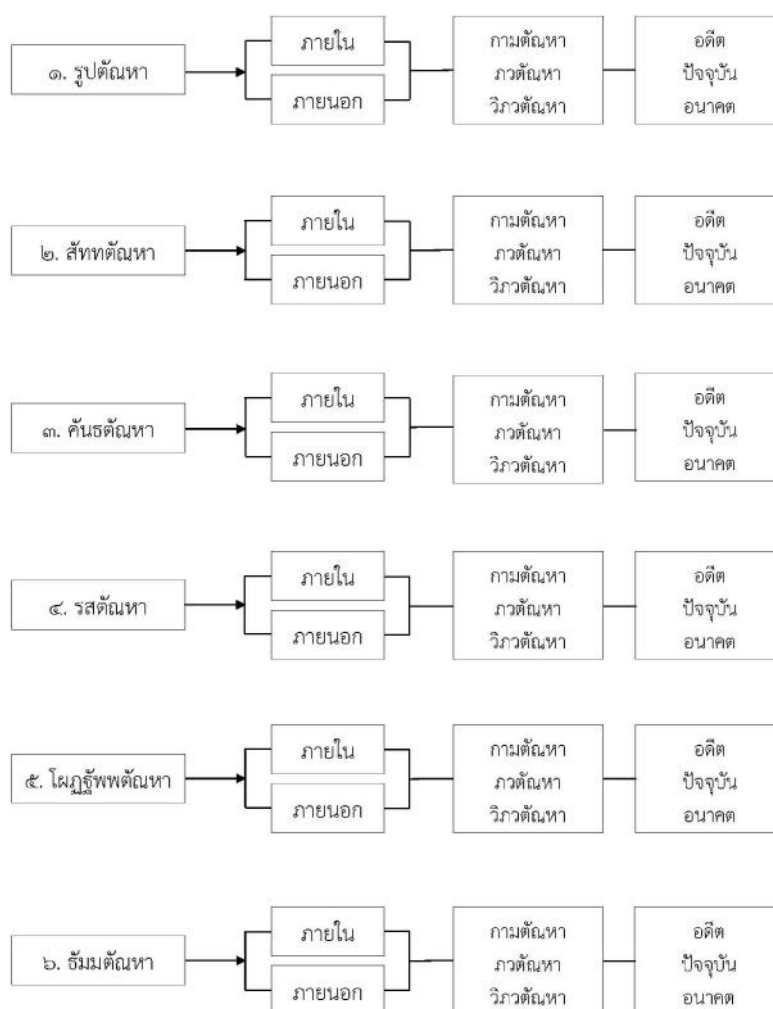 ๑. รูปตัณหา
ภายใน
ภายนอก
กามตัณหา
ภวตัณหา
วิภวตัณหา
อดีต
ปัจจุบัน
อนาคต
๒. สัททตัณหา
ภายใน
ภายนอก
กามตัณหา
ภวตัณหา
วิภวตัณหา
อดีต
ปัจจุบัน
อนาคต
๓. คันธตัณหา
ภายใน
ภายนอก
กามตัณหา
ภวตัณหา
วิภวตัณหา
อดีต
ปัจจุบัน
อนาคต
๔. รสตัณหา
ภายใน
ภายนอก
กามตัณหา
ภวตัณหา
วิภวตัณหา
อดีต
ปัจจุบัน
อนาคต
๕. โผฏฐัพพตัณหา
ภายใน
ภายนอก
กามตัณหา
ภวตัณหา
วิภวตัณหา
อดีต
ปัจจุบัน
อนาคต
๖. ธัมมตัณหา
ภายใน
ภายนอก
กามตัณหา
ภวตัณหา
วิภวตัณหา
อดีต
ปัจจุบัน
อนาคต